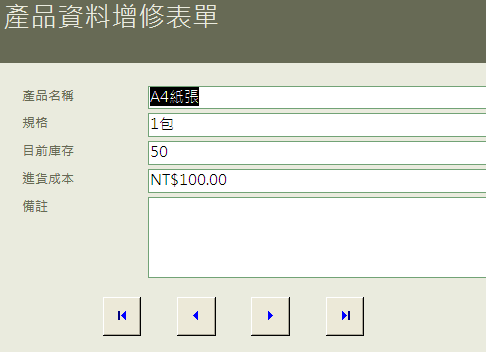 產品資料增修表單
產品名稱 A4紙張
規格 1包
目前庫存 50
進貨成本 NT$100.00
備註